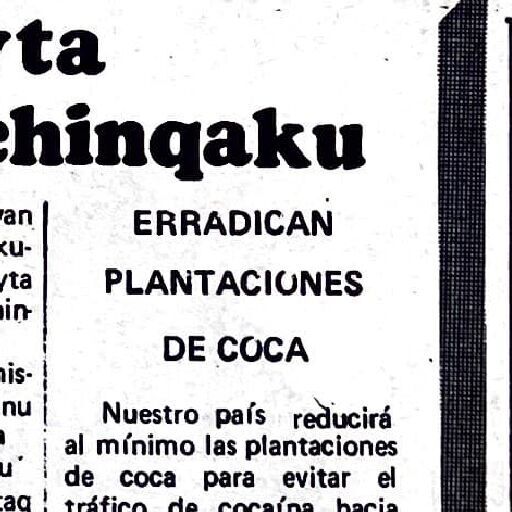 yta
chinqaku
van
ku-
yta
nin-
nis-
nu
u
taq
ERRADICAN
PLANTACIONES
DE COCA
Nuestro país reducirá
al mínimo las plantaciones
de coca para evitar el
tráfico de cocaína hacia